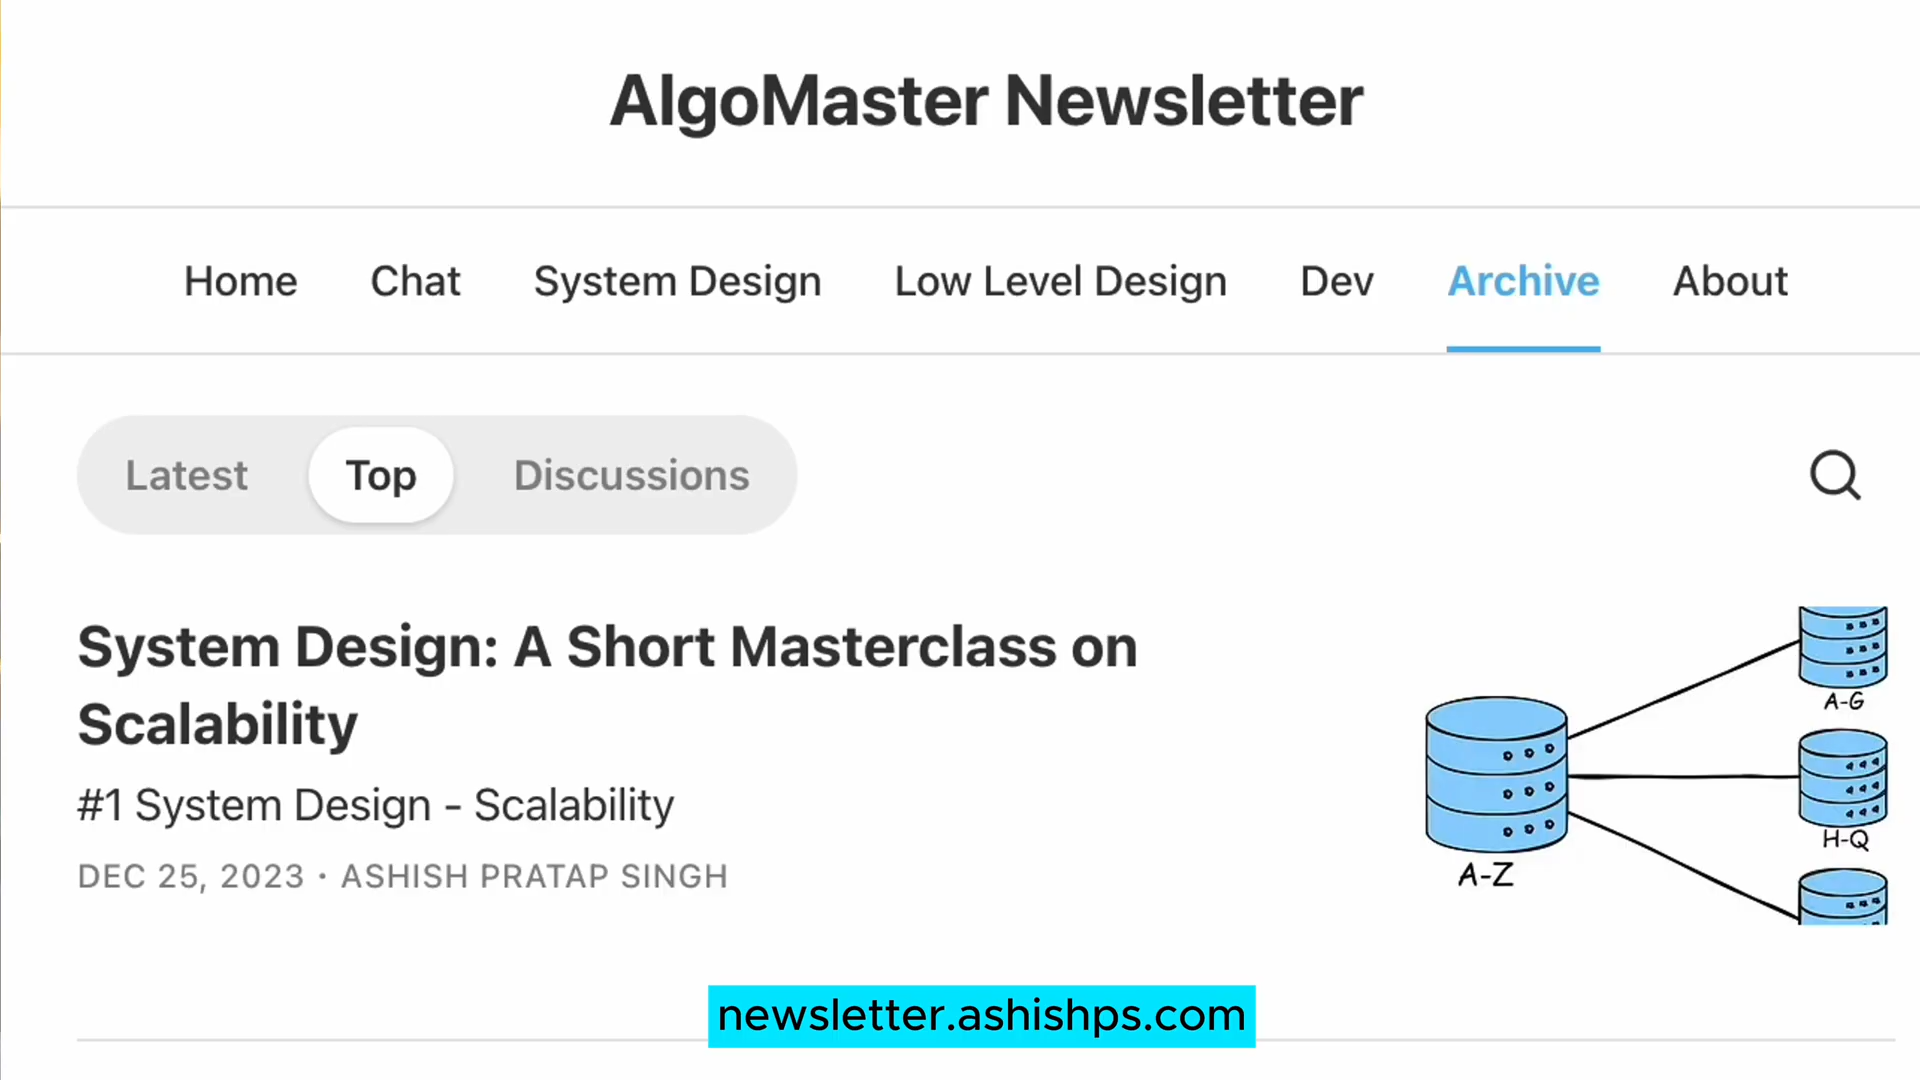 AlgoMaster Newsletter
Home Chat System Design Low Level Design Dev Archive About
Latest Top Discussions
System Design: A Short Masterclass on
Scalability
#1 System Design - Scalability
DEC 25, 2023 • ASHISH PRATAP SINGH
A-Z
A-G
H-Q
newsletter.ashishps.com